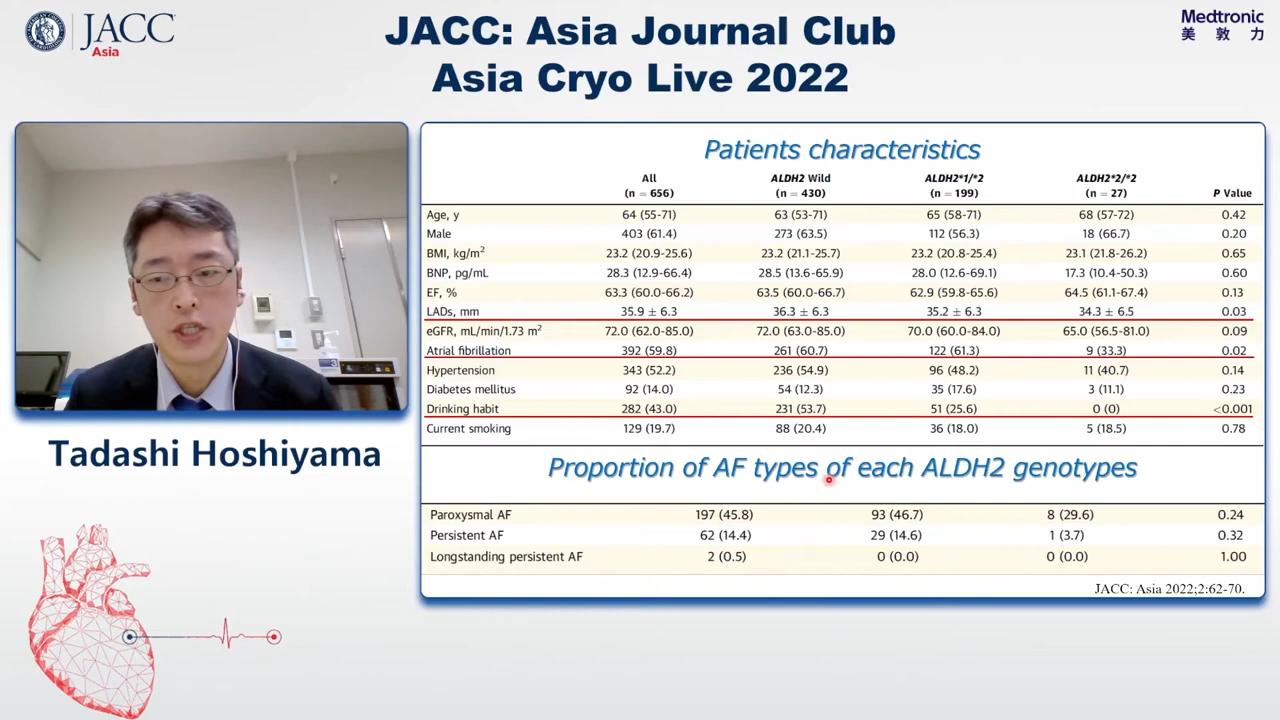 JACC
Asia
JACC: Asia Journal Club
Asia Cryo Live 2022
Medtronic
美敦力
Tadashi Hoshiyama
Patients characteristics
All (n = 656) ALDH2 Wild (n = 430) ALDH2*1/*2 (n = 199) ALDH2*2/*2 (n = 27) P Value
Age, y 64 (55-71) 63 (53-71) 65 (58-71) 68 (57-72) 0.42
Male 403 (61.4) 273 (63.5) 112 (56.3) 18 (66.7) 0.20
BMI, kg/m² 23.2 (20.9-25.6) 23.2 (21.1-25.7) 23.2 (20.8-25.4) 23.1 (21.8-26.2) 0.65
BNP, pg/mL 28.3 (12.9-66.4) 28.5 (13.6-65.9) 28.0 (12.6-69.1) 17.3 (10.4-50.3) 0.60
EF, % 63.3 (60.0-66.2) 63.5 (60.0-66.7) 62.9 (59.8-65.6) 64.5 (61.1-67.4) 0.13
LADs, mm 35.9 ± 6.3 36.3 ± 6.3 35.2 ± 6.3 34.3 ± 6.5 0.03
eGFR, mL/min/1.73 m² 72.0 (62.0-85.0) 72.0 (63.0-85.0) 70.0 (60.0-84.0) 65.0 (56.5-81.0) 0.09
Atrial fibrillation 392 (59.8) 261 (60.7) 122 (61.3) 9 (33.3) 0.02
Hypertension 343 (52.2) 236 (54.9) 96 (48.2) 11 (40.7) 0.14
Diabetes mellitus 92 (14.0) 54 (12.3) 35 (17.6) 3 (11.1) 0.23
Drinking habit 282 (43.0) 231 (53.7) 51 (25.6) 0 (0) <0.001
Current smoking 129 (19.7) 88 (20.4) 36 (18.0) 5 (18.5) 0.78
Proportion of AF types of each ALDH2 genotypes
Paroxysmal AF 197 (45.8) 93 (46.7) 8 (29.6) 0.24
Persistent AF 62 (14.4) 29 (14.6) 1 (3.7) 0.32
Longstanding persistent AF 2 (0.5) 0 (0.0) 0 (0.0) 1.00
JACC: Asia 2022;2:62-70.